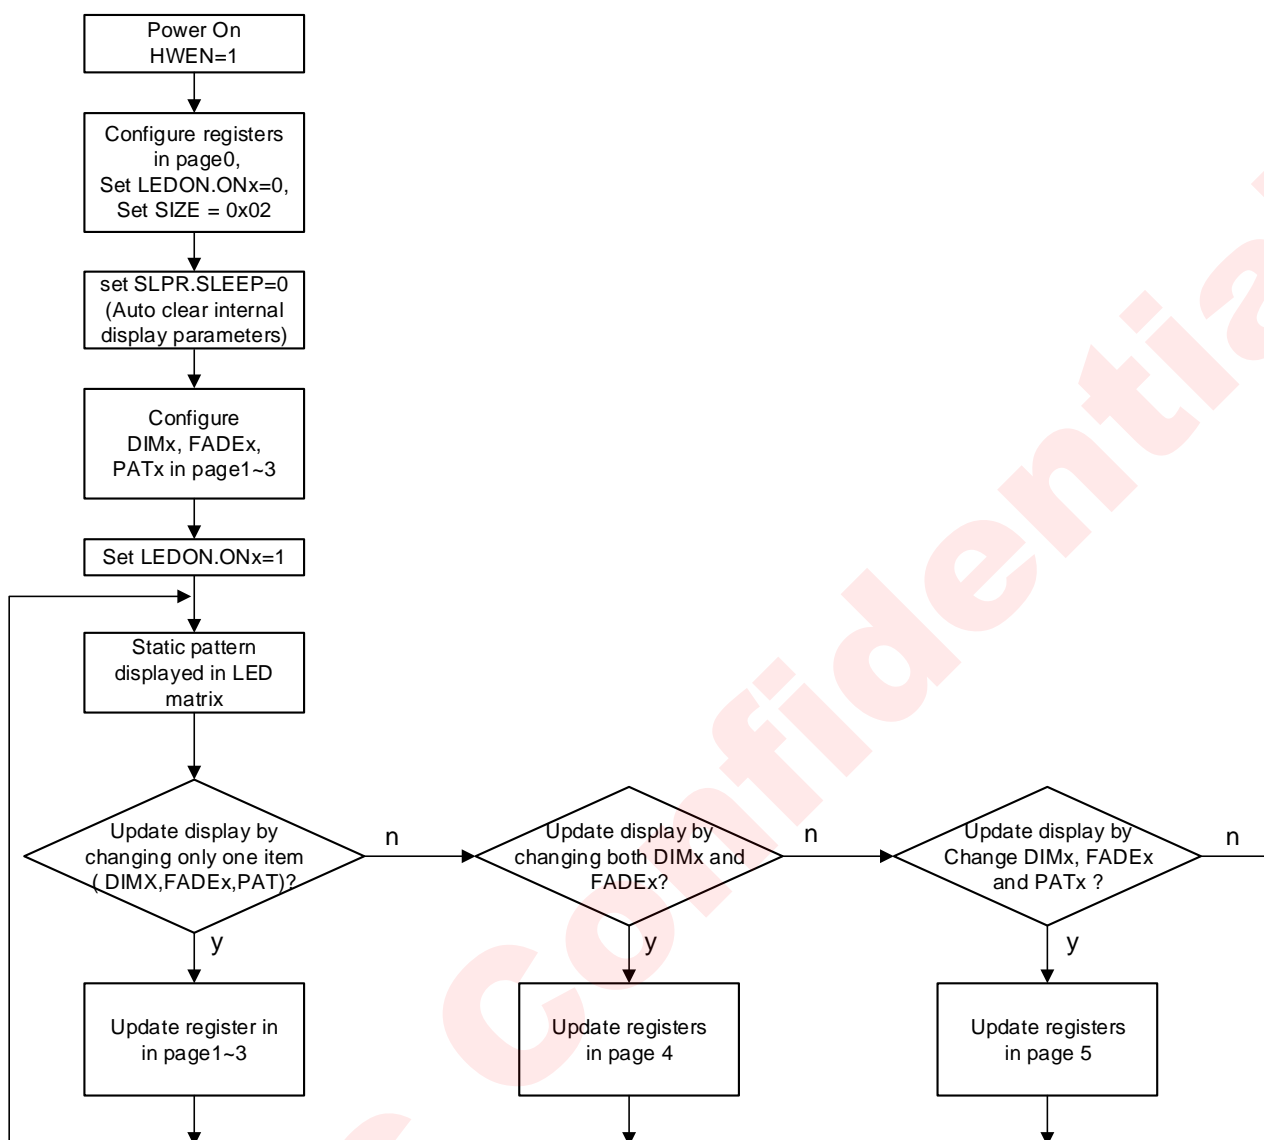 Power On
HWEN=1
Configure registers
in page0,
Set LEDON.ONx=0,
Set SIZE = 0x02
set SLPR.SLEEP=0
(Auto clear internal
display parameters)
Configure
DIMx, FADEx,
PATx in page1~3
Set LEDON.ONx=1
Static pattern
displayed in LED
matrix
Update display by
changing only one item
( DIMX,FADEx,PAT)?
n
Update display by
changing both DIMx and
FADEx?
n
Update display by
Change DIMx, FADEx
and PATx ?
n
y
y
y
Update register in
in page1~3
Update registers
in page 4
Update registers
in page 5
Confidential